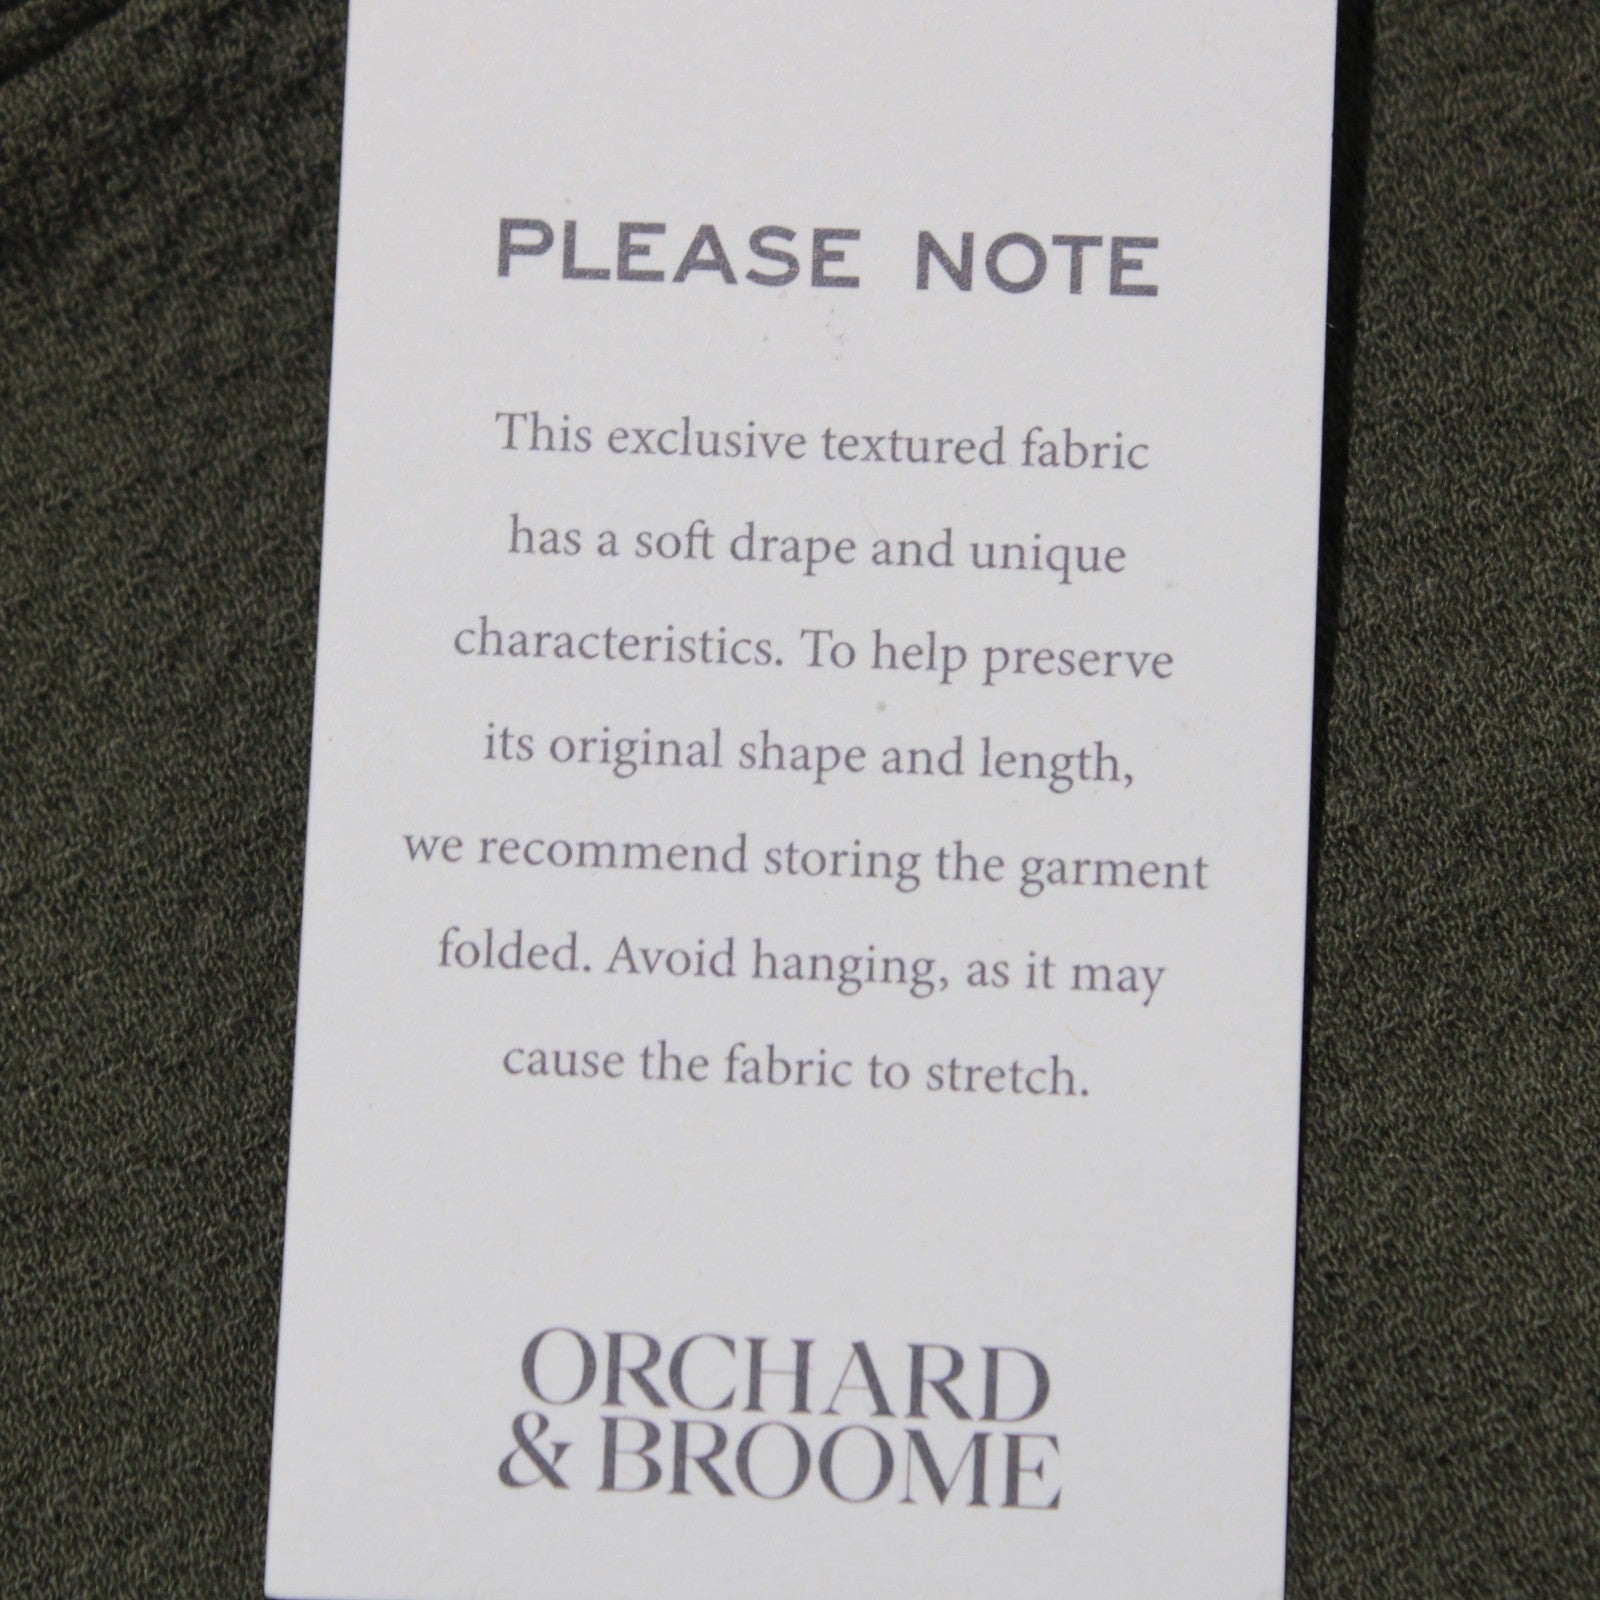 PLEASE NOTE
This exclusive textured fabric
has a soft drape and unique
characteristics. To help preserve
its original shape and length,
we recommend storing the garment
folded. Avoid hanging, as it may
cause the fabric to stretch.
ORCHARD
& BROOME